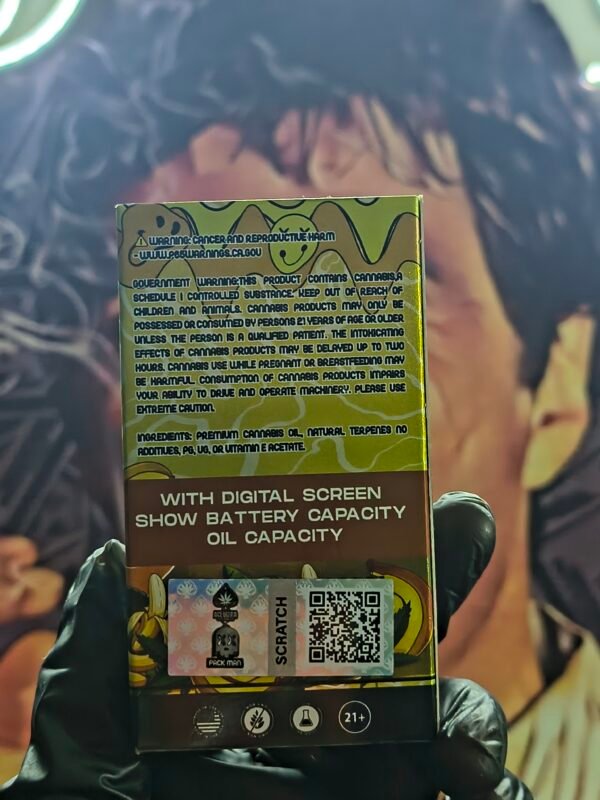 ⚠ WARNING: CANCER AND REPRODUCTIVE HARM
- WWW.P65WARNINGS.CA.GOV
GOVERNMENT WARNING:THIS PRODUCT CONTAINS CANNABIS,A
SCHEDULE I CONTROLLED SUBSTANCE. KEEP OUT OF REACH OF
CHILDREN AND ANIMALS. CANNABIS PRODUCTS MAY ONLY BE
POSSESSED OR CONSUMED BY PERSONS 21 YEARS OF AGE OR OLDER
UNLESS THE PERSON IS A QUALIFIED PATIENT. THE INTOXICATING
EFFECTS OF CANNABIS PRODUCTS MAY BE DELAYED UP TO TWO
HOURS. CANNABIS USE WHILE PREGNANT OR BREASTFEEDING MAY
BE HARMFUL. CONSUMPTION OF CANNABIS PRODUCTS IMPAIRS
YOUR ABILITY TO DRIVE AND OPERATE MACHINERY. PLEASE USE
EXTREME CAUTION.
INGREDIENTS: PREMIUM CANNABIS OIL, NATURAL TERPENES NO
ADDITIVES, PG, VG, OR VITAMIN E ACETATE.
WITH DIGITAL SCREEN
SHOW BATTERY CAPACITY
OIL CAPACITY
PACK MAN
SCRATCH
21+